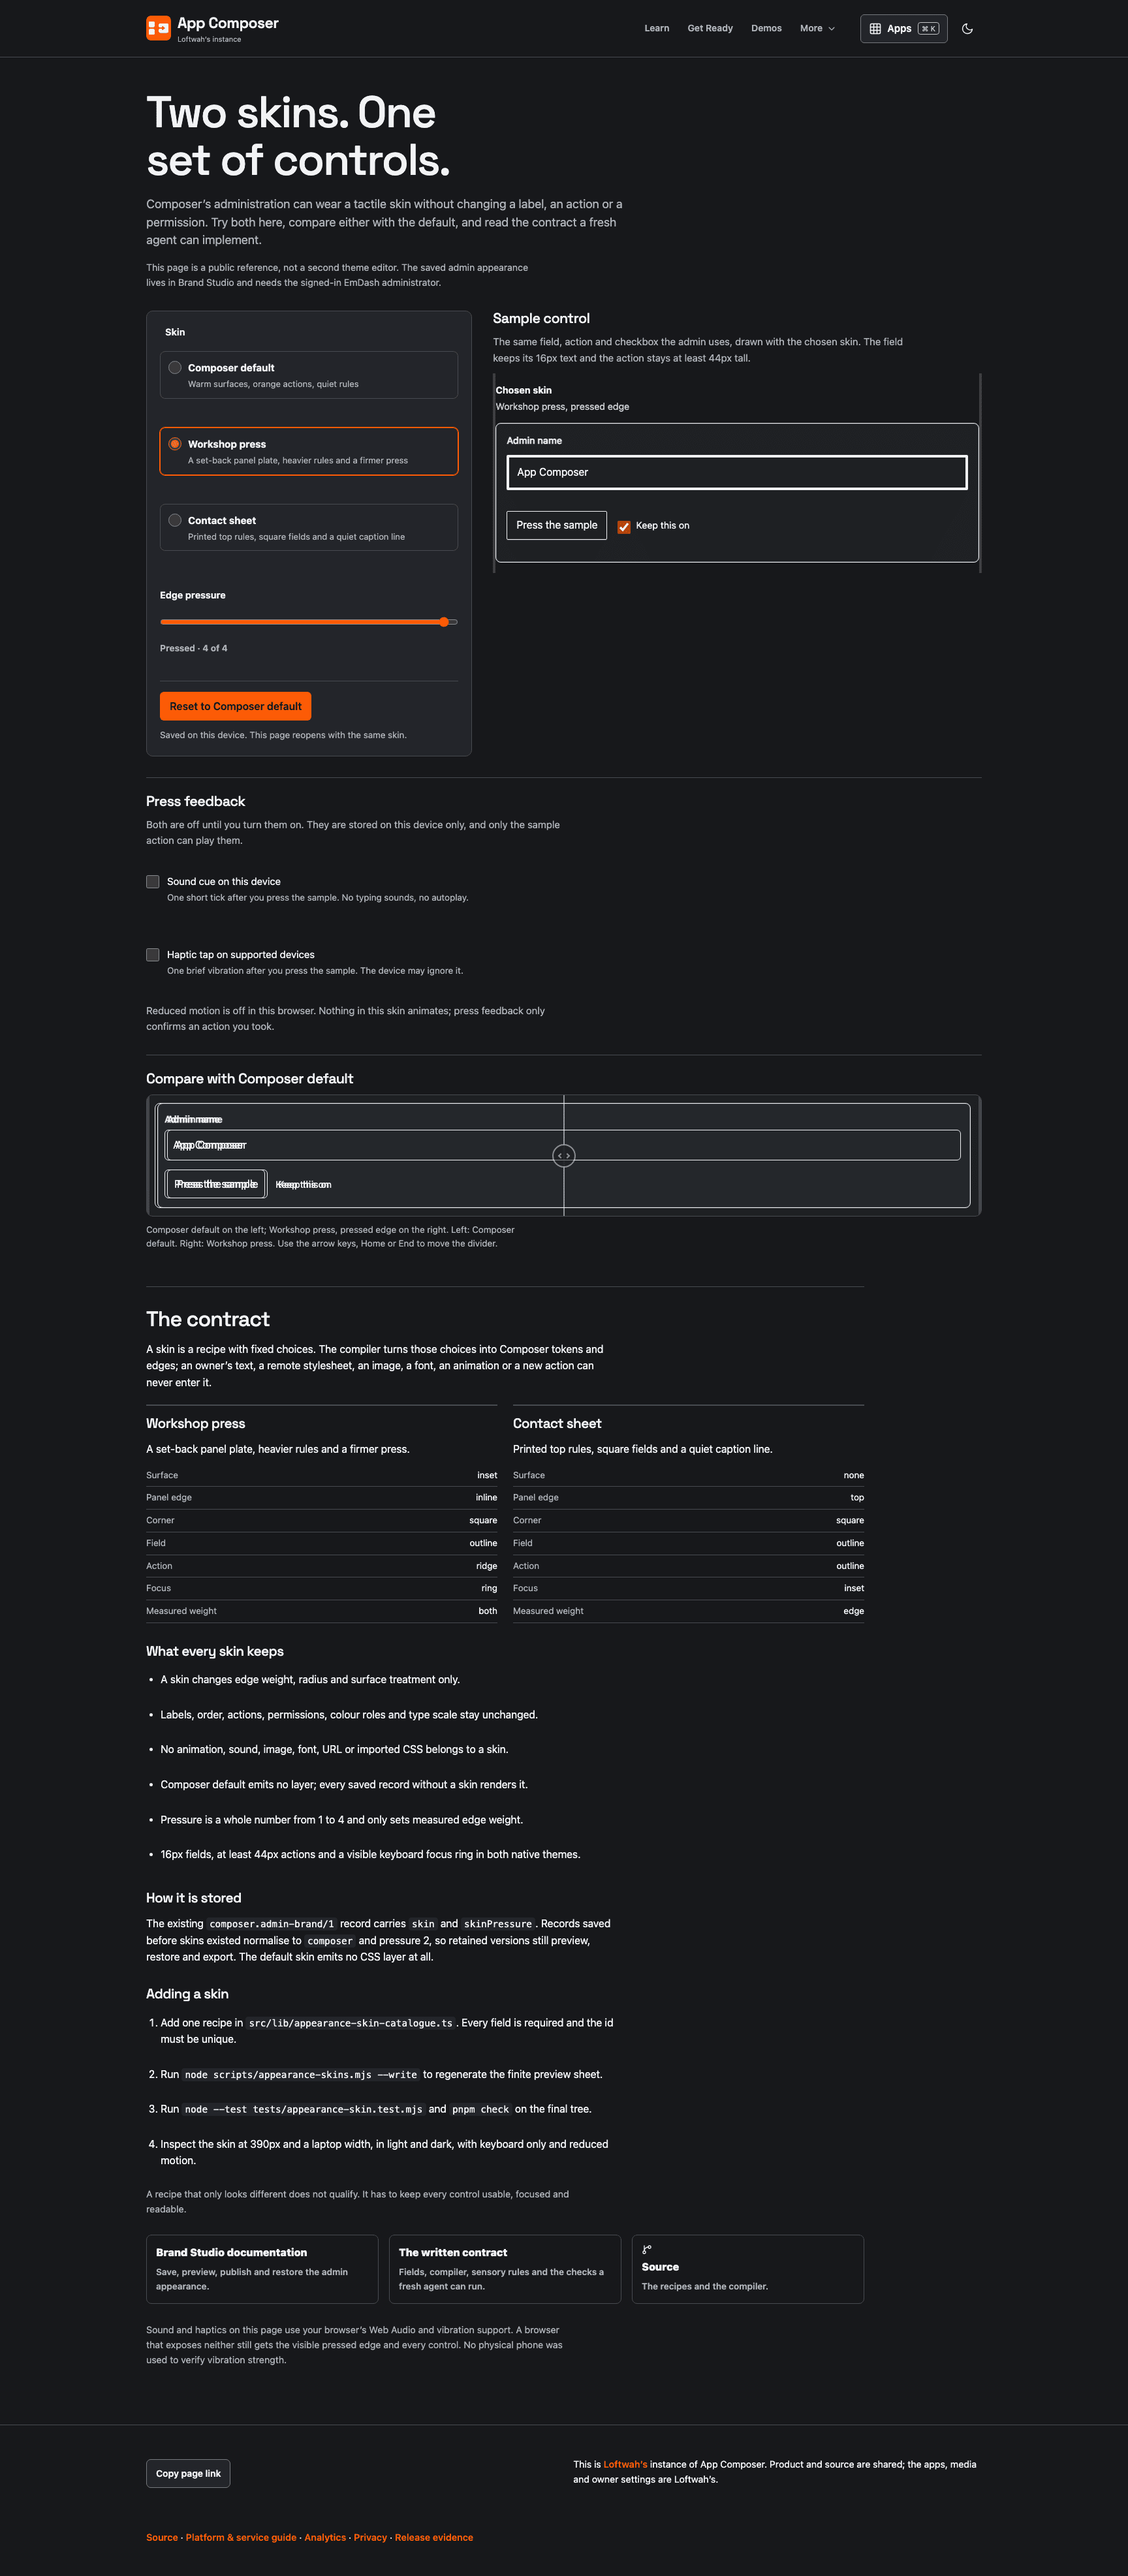 App Composer
Loftwah's instance
Learn
Get Ready
Demos
More
Apps
⌘ K
Two skins. One
set of controls.
Composer’s administration can wear a tactile skin without changing a label, an action or a
permission. Try both here, compare either with the default, and read the contract a fresh
agent can implement.
This page is a public reference, not a second theme editor. The saved admin appearance
lives in Brand Studio and needs the signed-in EmDash administrator.
Skin
Composer default
Warm surfaces, orange actions, quiet rules
Workshop press
A set-back panel plate, heavier rules and a firmer press
Contact sheet
Printed top rules, square fields and a quiet caption line
Edge pressure
Pressed · 4 of 4
Reset to Composer default
Saved on this device. This page reopens with the same skin.
Sample control
The same field, action and checkbox the admin uses, drawn with the chosen skin. The field
keeps its 16px text and the action stays at least 44px tall.
Chosen skin
Workshop press, pressed edge
Admin name
App Composer
Press the sample
Keep this on
Press feedback
Both are off until you turn them on. They are stored on this device only, and only the sample
action can play them.
Sound cue on this device
One short tick after you press the sample. No typing sounds, no autoplay.
Haptic tap on supported devices
One brief vibration after you press the sample. The device may ignore it.
Reduced motion is off in this browser. Nothing in this skin animates; press feedback only
confirms an action you took.
Compare with Composer default
Admin name
App Composer
Press the sample
Keep this on
Composer default on the left; Workshop press, pressed edge on the right. Left: Composer
default. Right: Workshop press. Use the arrow keys, Home or End to move the divider.
The contract
A skin is a recipe with fixed choices. The compiler turns those choices into Composer tokens and
edges; an owner’s text, a remote stylesheet, an image, a font, an animation or a new action can
never enter it.
Workshop press
A set-back panel plate, heavier rules and a firmer press.
Surface inset
Panel edge inline
Corner square
Field outline
Action ridge
Focus ring
Measured weight both
Contact sheet
Printed top rules, square fields and a quiet caption line.
Surface none
Panel edge top
Corner square
Field outline
Action outline
Focus inset
Measured weight edge
What every skin keeps
• A skin changes edge weight, radius and surface treatment only.
• Labels, order, actions, permissions, colour roles and type scale stay unchanged.
• No animation, sound, image, font, URL or imported CSS belongs to a skin.
• Composer default emits no layer; every saved record without a skin renders it.
• Pressure is a whole number from 1 to 4 and only sets measured edge weight.
• 16px fields, at least 44px actions and a visible keyboard focus ring in both native themes.
How it is stored
The existing composer.admin-brand/1 record carries skin and skinPressure. Records saved
before skins existed normalise to composer and pressure 2, so retained versions still preview,
restore and export. The default skin emits no CSS layer at all.
Adding a skin
1. Add one recipe in src/lib/appearance-skin-catalogue.ts. Every field is required and the id
must be unique.
2. Run node scripts/appearance-skins.mjs --write to regenerate the finite preview sheet.
3. Run node --test tests/appearance-skin.test.mjs and pnpm check on the final tree.
4. Inspect the skin at 390px and a laptop width, in light and dark, with keyboard only and reduced
motion.
A recipe that only looks different does not qualify. It has to keep every control usable, focused and
readable.
Brand Studio documentation
Save, preview, publish and restore the admin
appearance.
The written contract
Fields, compiler, sensory rules and the checks a
fresh agent can run.
Source
The recipes and the compiler.
Sound and haptics on this page use your browser’s Web Audio and vibration support. A browser
that exposes neither still gets the visible pressed edge and every control. No physical phone was
used to verify vibration strength.
Copy page link
This is Loftwah's instance of App Composer. Product and source are shared; the apps, media
and owner settings are Loftwah’s.
Source · Platform & service guide · Analytics · Privacy · Release evidence